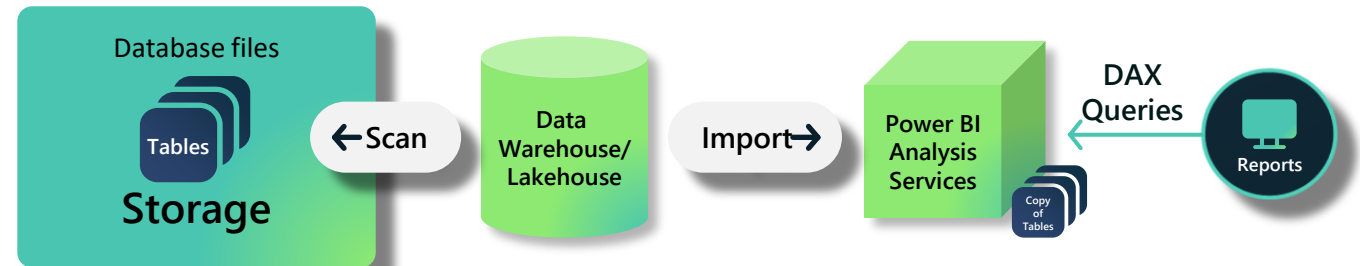 Database files
Tables
Storage
Scan
Data
Warehouse/
Lakehouse
Import
Power BI
Analysis
Services
Copy
of
Tables
DAX
Queries
Reports